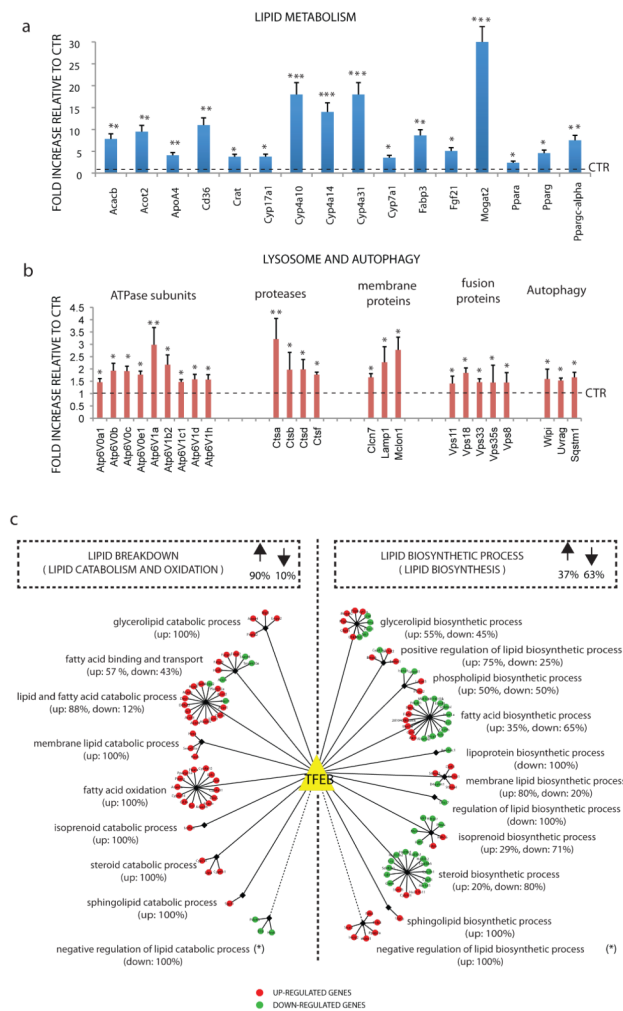 a
LIPID METABOLISM
FOLD INCREASE RELATIVE TO CTR
30
25
20
15
10
5
0
** ** ** ** * * *** *** *** * ** * *** * * **
CTR
Acacb
Acot2
ApoA4
Cd36
Crat
Cyp17a1
Cyp4a10
Cyp4a14
Cyp4a31
Cyp7a1
Fabp3
Fgf21
Mogat2
Ppara
Pparg
Ppargc-alpha
b
LYSOSOME AND AUTOPHAGY
ATPase subunits
proteases
membrane
proteins
fusion
proteins
Autophagy
FOLD INCREASE RELATIVE TO CTR
4.5
4
3.5
3
2.5
2
1.5
1
0.5
0
* * * * ** * * * * ** * * * * * * * * * * * * * *
CTR
Atp6V0a1
Atp6V0b
Atp6V0c
Atp6V0e1
Atp6V1a
Atp6V1b2
Atp6V1c1
Atp6V1d
Atp6V1h
Ctsa
Ctsb
Ctsd
Ctsf
Clcn7
Lamp1
Mclon1
Vps11
Vps18
Vps33
Vps35s
Vps8
Wipi
Uvrag
Sqstm1
c
LIPID BREAKDOWN
( LIPID CATABOLISM AND OXIDATION )
90% 10%
LIPID BIOSYNTHETIC PROCESS
( LIPID BIOSYNTHESIS )
37% 63%
glycerolipid catabolic process
(up: 100%)
fatty acid binding and transport
(up: 57 %, down: 43%)
lipid and fatty acid catabolic process
(up: 88%, down: 12%)
membrane lipid catabolic process
(up: 100%)
fatty acid oxidation
(up: 100%)
isoprenoid catabolic process
(up: 100%)
steroid catabolic process
(up: 100%)
sphingolipid catabolic process
(up: 100%)
negative regulation of lipid catabolic process (*)
(down: 100%)
TFEB
glycerolipid biosynthetic process
(up: 55%, down: 45%)
positive regulation of lipid biosynthetic process
(up: 75%, down: 25%)
phospholipid biosynthetic process
(up: 50%, down: 50%)
fatty acid biosynthetic process
(up: 35%, down: 65%)
lipoprotein biosynthetic process
(down: 100%)
membrane lipid biosynthetic process
(up: 80%, down: 20%)
regulation of lipid biosynthetic process
(down: 100%)
isoprenoid biosynthetic process
(up: 29%, down: 71%)
steroid biosynthetic process
(up: 20%, down: 80%)
sphingolipid biosynthetic process
(up: 100%)
negative regulation of lipid biosynthetic process (*)
(up: 100%)
UP-REGULATED GENES
DOWN-REGULATED GENES